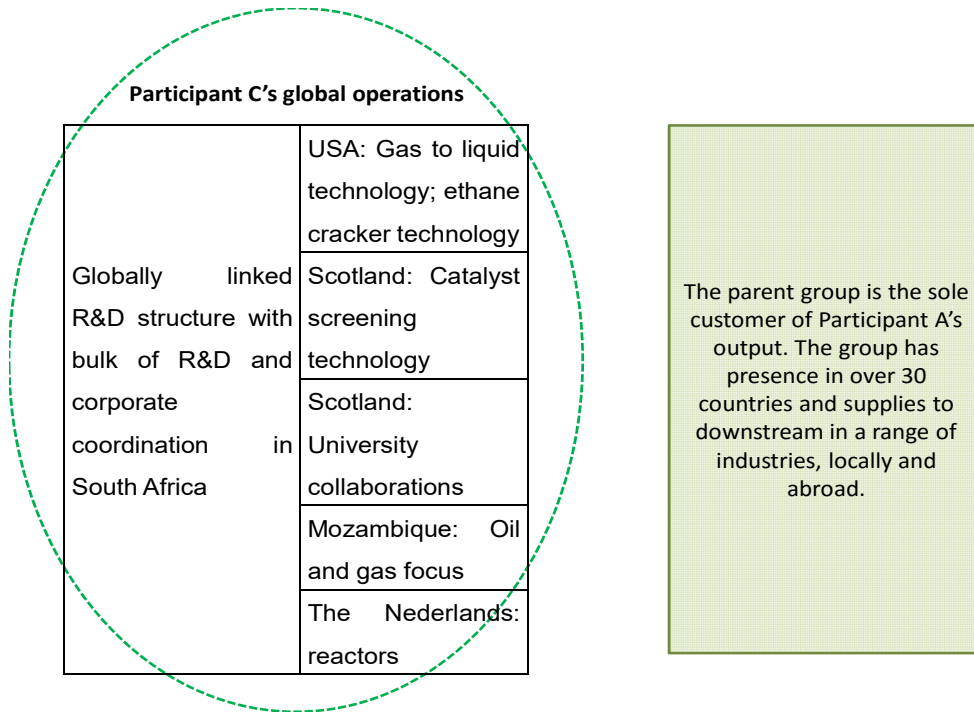 Participant C’s global operations
Globally linked
R&D structure with
bulk of R&D and
corporate
coordination in
South Africa
USA: Gas to liquid
technology; ethane
cracker technology
Scotland: Catalyst
screening
technology
Scotland:
University
collaborations
Mozambique: Oil
and gas focus
The Nederlands:
reactors
The parent group is the sole
customer of Participant A’s
output. The group has
presence in over 30
countries and supplies to
downstream in a range of
industries, locally and
abroad.